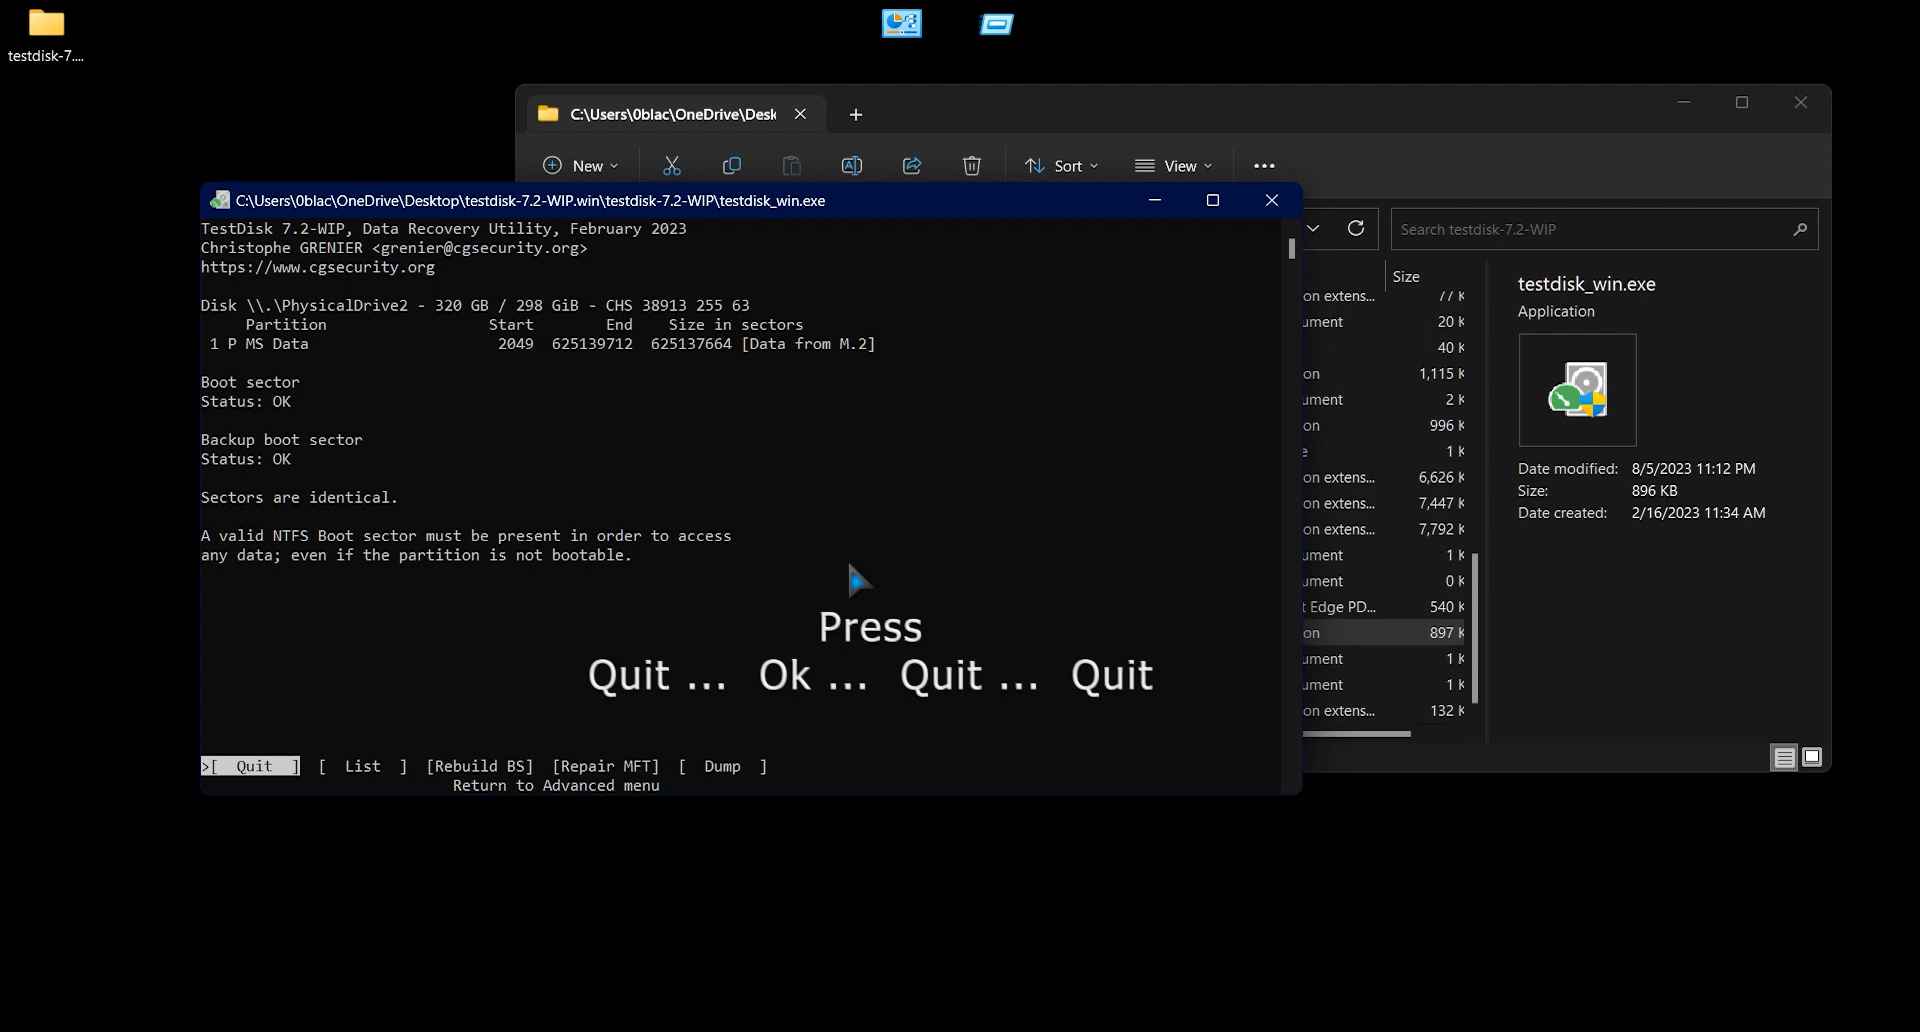 testdisk-7....
C:\Users\0blac\OneDrive\Desk
New
Sort
View
C:\Users\0blac\OneDrive\Desktop\testdisk-7.2-WIP.win\testdisk-7.2-WIP\testdisk_win.exe
TestDisk 7.2-WIP, Data Recovery Utility, February 2023
Christophe GRENIER <grenier@cgsecurity.org>
https://www.cgsecurity.org
Disk \\.\PhysicalDrive2 - 320 GB / 298 GiB - CHS 38913 255 63
Partition Start End Size in sectors
1 P MS Data 2049 625139712 625137664 [Data from M.2]
Boot sector
Status: OK
Backup boot sector
Status: OK
Sectors are identical.
A valid NTFS Boot sector must be present in order to access
any data; even if the partition is not bootable.
Press
Quit ... Ok ... Quit ... Quit
>[ Quit ] [ List ] [Rebuild BS] [Repair MFT] [ Dump ]
Return to Advanced menu
Search testdisk-7.2-WIP
Size
on extens... 77 K
ument 20 K
40 K
on 1,115 K
ument 2 K
on 996 K
e 1 K
on extens... 6,626 K
on extens... 7,447 K
on extens... 7,792 K
ument 1 K
ument 0 K
t Edge PD... 540 K
on 897 K
ument 1 K
ument 1 K
on extens... 132 K
testdisk_win.exe
Application
Date modified: 8/5/2023 11:12 PM
Size: 896 KB
Date created: 2/16/2023 11:34 AM